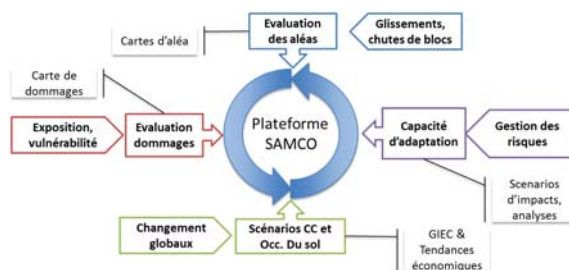 Cartes d'aléa
Evaluation
des aléas
Glissements,
chutes de blocs
Carte de
dommages
Exposition,
vulnérabilité
Evaluation
dommages
Plateforme
SAMCO
Capacité
d'adaptation
Gestion des
risques
Scenarios
d'impacts,
analyses
Changement
globaux
Scénarios CC et
Occ. Du sol
GIEC &
Tendances
économiques